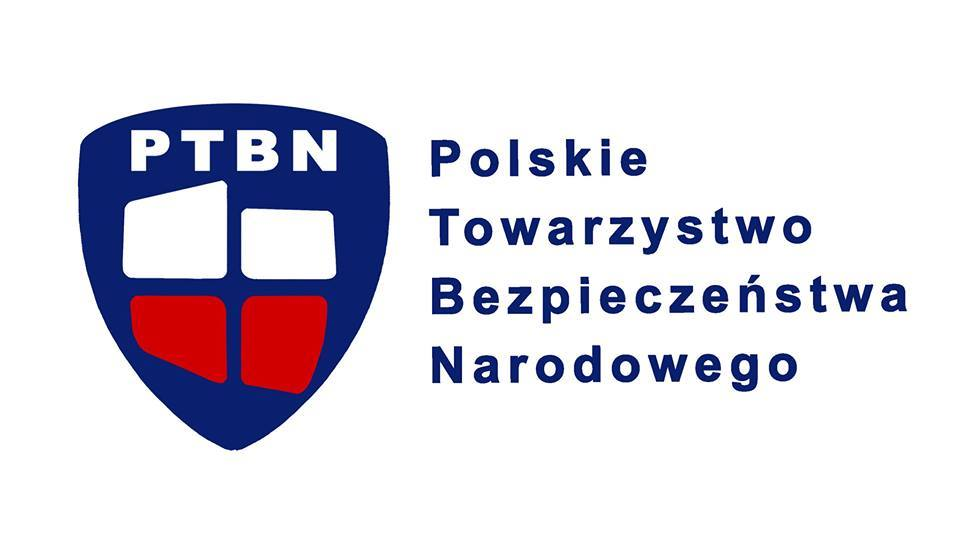 PTBN
Polskie
Towarzystwo
Bezpieczeństwa
Narodowego